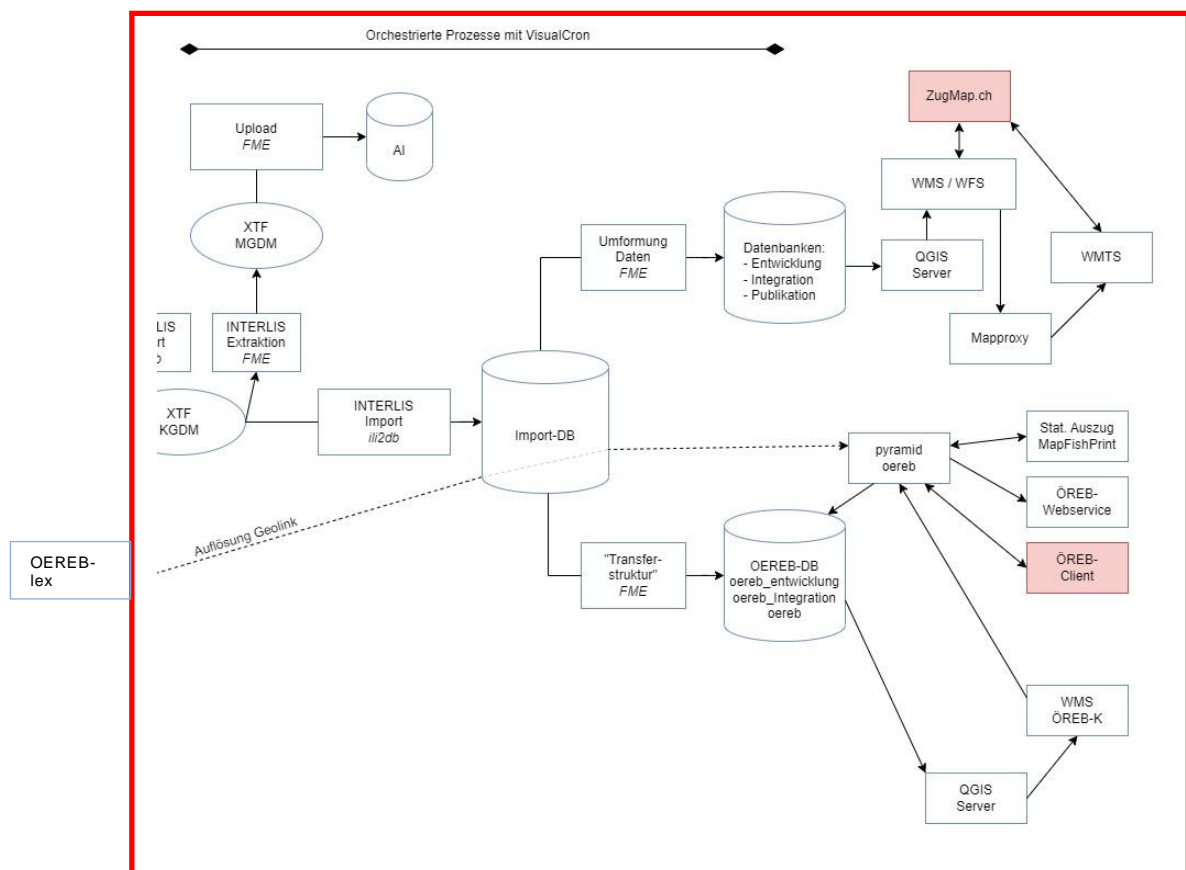 Orchestrierte Prozesse mit VisualCron
ZugMap.ch
Upload
FME
AI
XTF
MGDM
WMS / WFS
Umformung
Daten
FME
Datenbanken:
- Entwicklung
- Integration
- Publikation
QGIS
Server
WMTS
INTERLIS
Extraktion
FME
Mapproxy
XTF
KGDM
INTERLIS
Import
ili2db
Import-DB
Stat. Auszug
MapFishPrint
pyramid
oereb
ÖREB-
Webservice
Auflösung Geolink
OEREB-
lex
"Transfer-
struktur"
FME
OEREB-DB
oereb_entwicklung
oereb_Integration
oereb
ÖREB-
Client
WMS
ÖREB-K
QGIS
Server